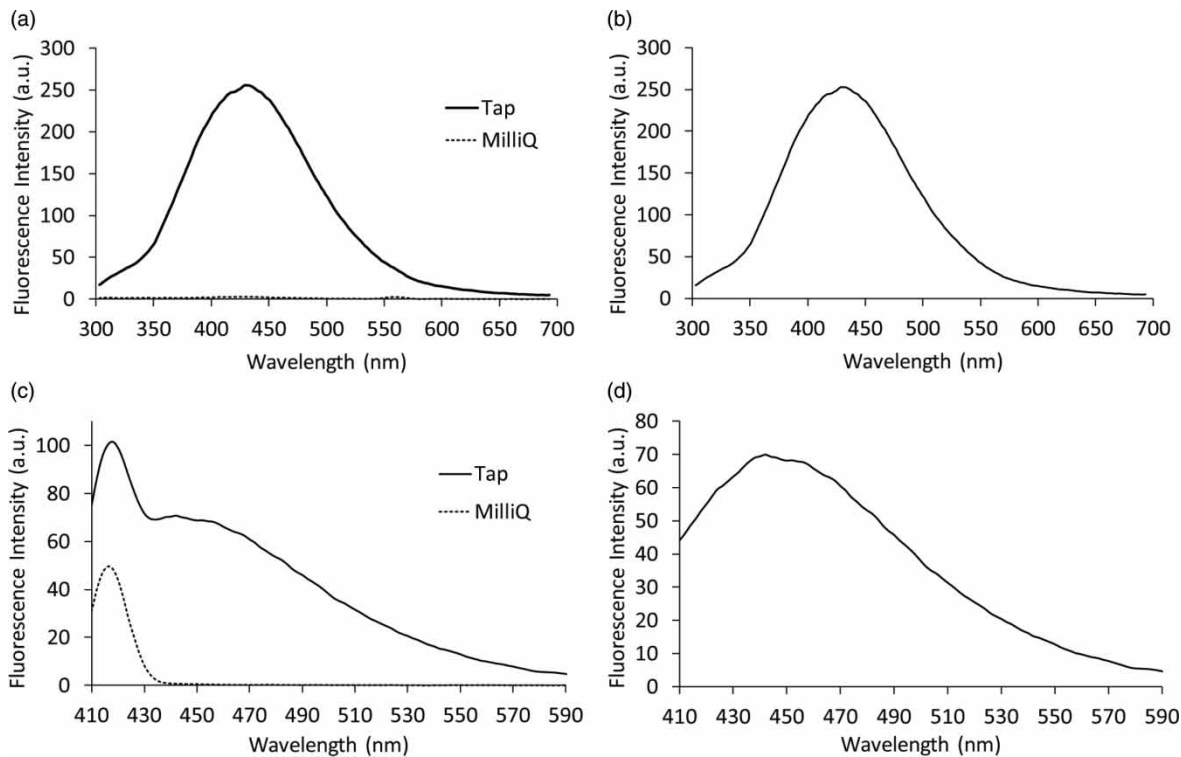 (a)
Fluorescence Intensity (a.u.)
300
250
200
150
100
50
0
Tap
MilliQ
300 350 400 450 500 550 600 650 700
Wavelength (nm)
(b)
Fluorescence Intensity (a.u.)
300
250
200
150
100
50
0
300 350 400 450 500 550 600 650 700
Wavelength (nm)
(c)
Fluorescence Intensity (a.u.)
100
80
60
40
20
0
Tap
MilliQ
410 430 450 470 490 510 530 550 570 590
Wavelength (nm)
(d)
Fluorescence Intensity (a.u.)
80
70
60
50
40
30
20
10
0
410 430 450 470 490 510 530 550 570 590
Wavelength (nm)